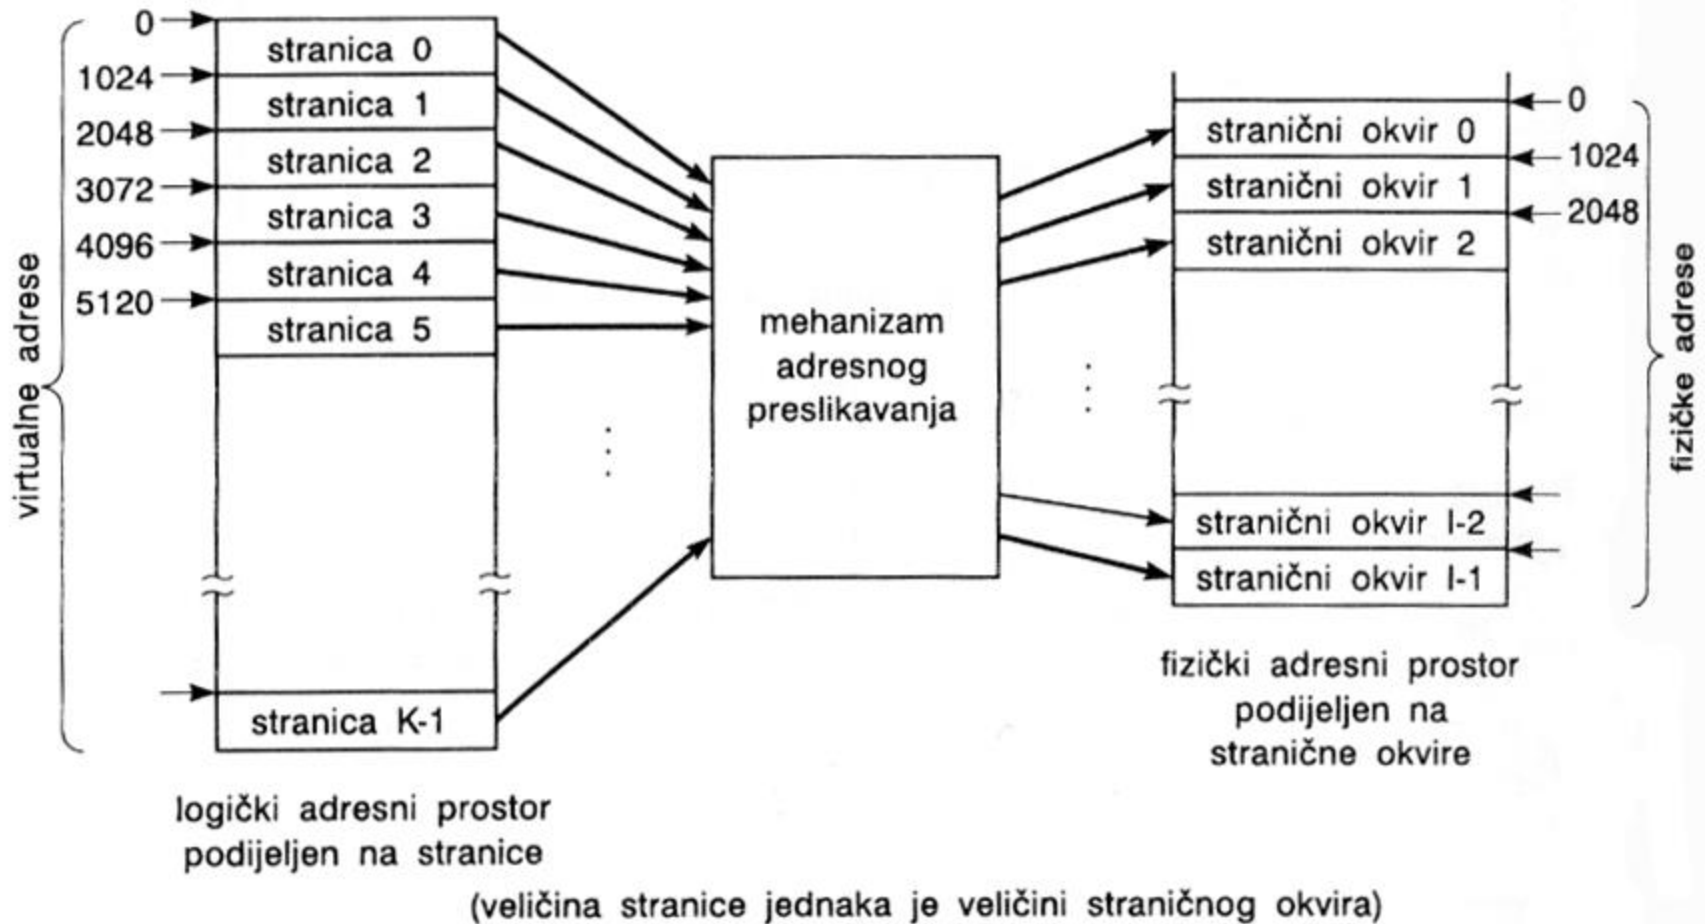 virtualne adrese
0
1024
2048
3072
4096
5120
stranica 0
stranica 1
stranica 2
stranica 3
stranica 4
stranica 5
stranica K-1
logički adresni prostor
podijeljen na stranice
mehanizam
adresnog
preslikavanja
stranični okvir 0
stranični okvir 1
stranični okvir 2
stranični okvir I-2
stranični okvir I-1
0
1024
2048
fizičke adrese
fizički adresni prostor
podijeljen na
stranične okvire
(veličina stranice jednaka je veličini straničnog okvira)